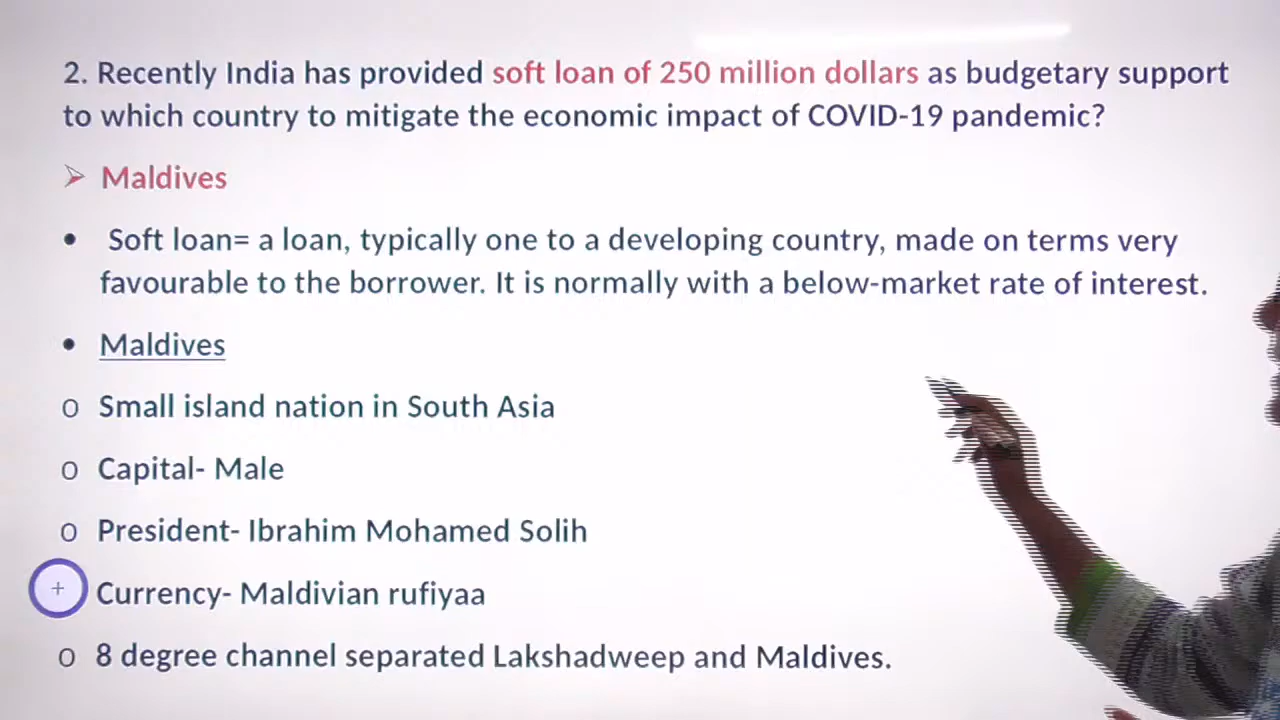 2. Recently India has provided soft loan of 250 million dollars as budgetary support
to which country to mitigate the economic impact of COVID-19 pandemic?
➢ Maldives
• Soft loan= a loan, typically one to a developing country, made on terms very
favourable to the borrower. It is normally with a below-market rate of interest.
• Maldives
o Small island nation in South Asia
o Capital- Male
o President- Ibrahim Mohamed Solih
Currency- Maldivian rufiyaa
o 8 degree channel separated Lakshadweep and Maldives.